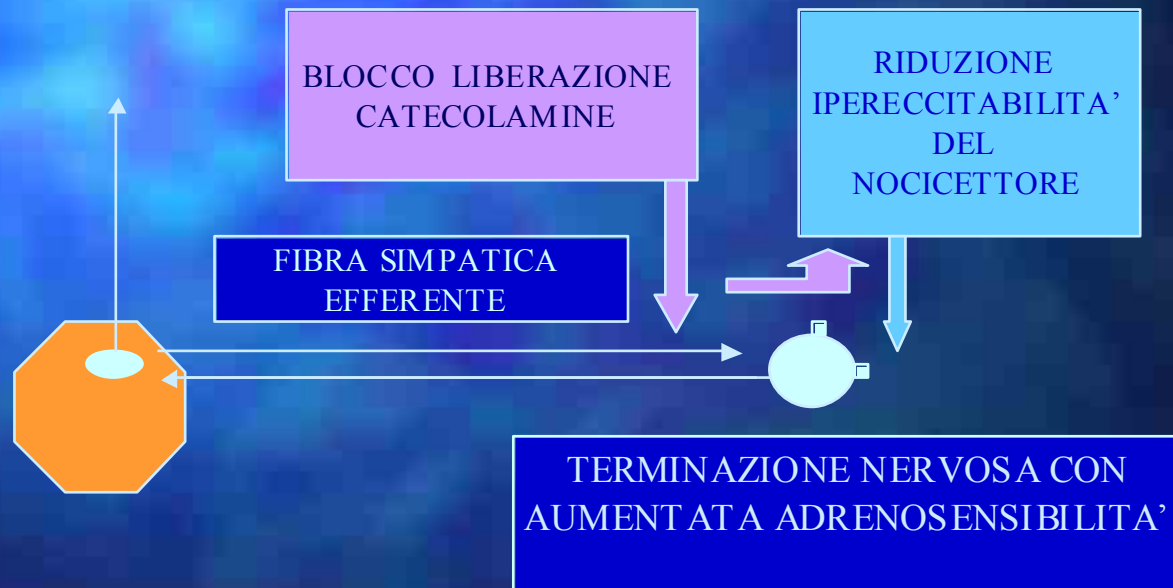 BLOCCO LIBERAZIONE
CATECOLAMINE
RIDUZIONE
IPERECCITABILITA’
DEL
NOCICETTORE
FIBRA SIMPATICA
EFFERENTE
TERMINAZIONE NERVOSA CON
AUMENTATA ADRENOSENSIBILITA’